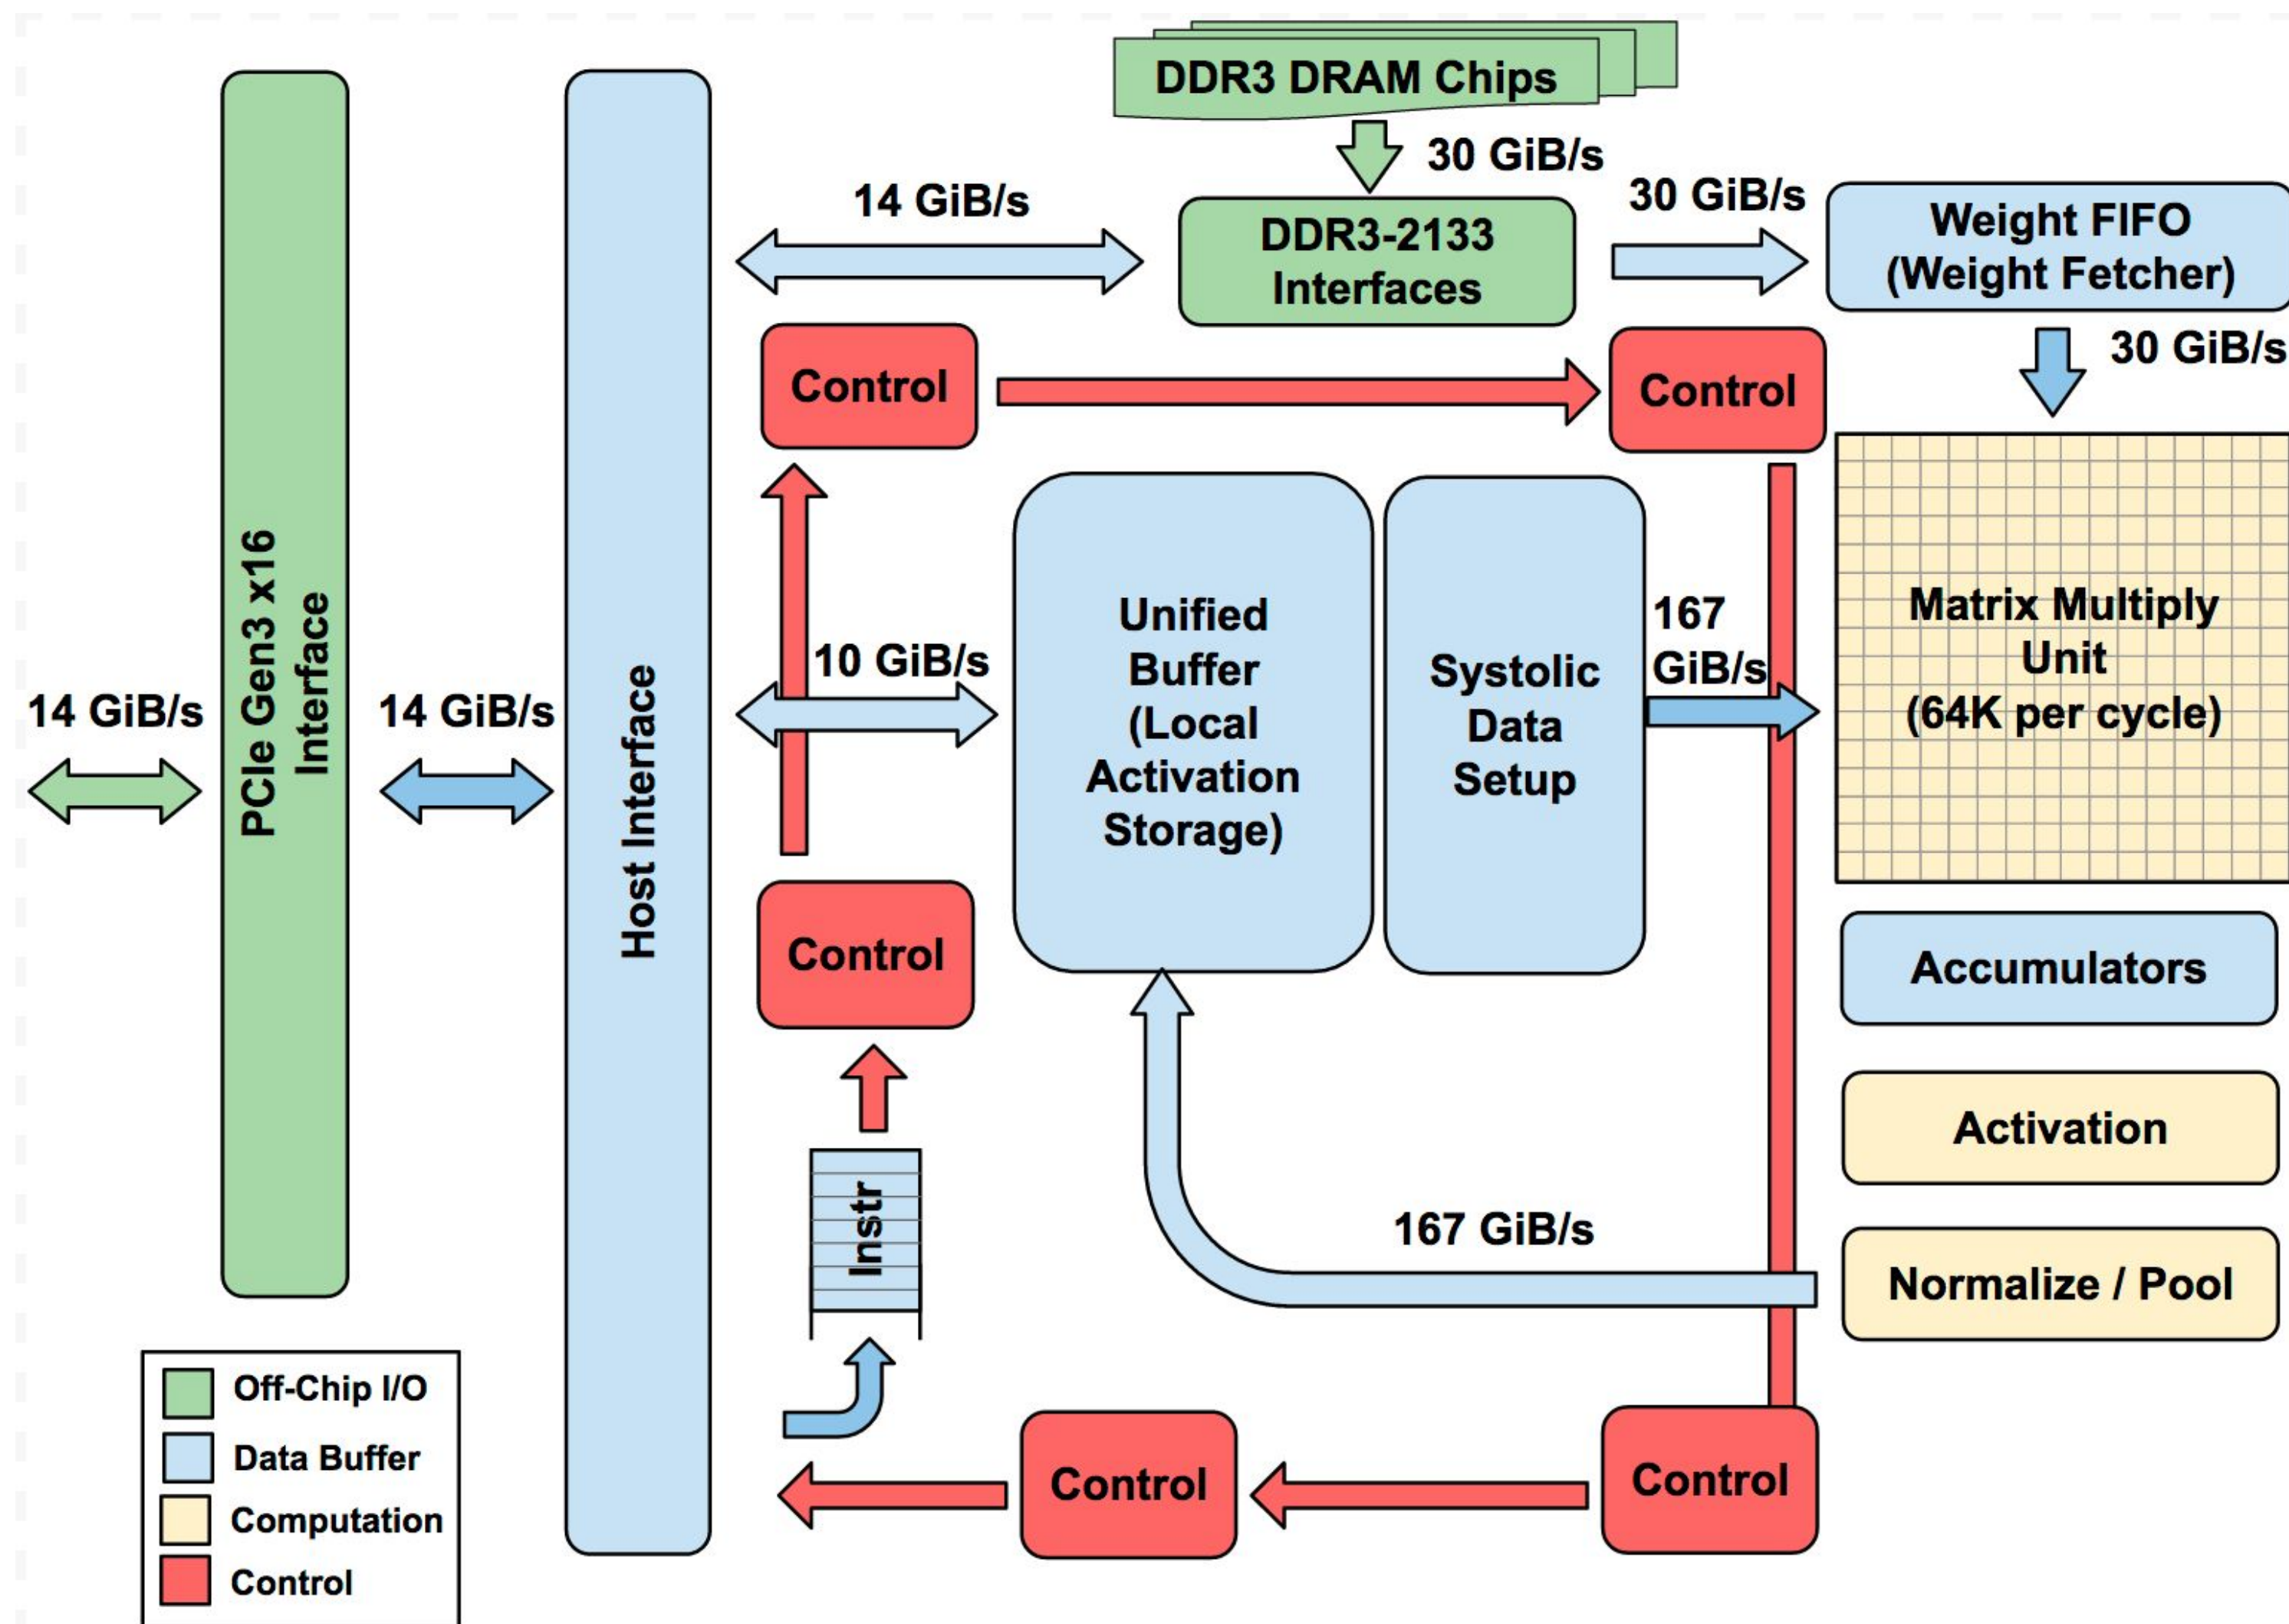 DDR3 DRAM Chips
30 GiB/s
14 GiB/s
30 GiB/s
DDR3-2133
Interfaces
Weight FIFO
(Weight Fetcher)
30 GiB/s
Control
Control
PCIe Gen3 x16
Interface
Host Interface
14 GiB/s
14 GiB/s
10 GiB/s
Unified
Buffer
(Local
Activation
Storage)
Systolic
Data
Setup
167
GiB/s
Matrix Multiply
Unit
(64K per cycle)
Control
Accumulators
Activation
Instr
167 GiB/s
Normalize / Pool
Control
Control
Off-Chip I/O
Data Buffer
Computation
Control